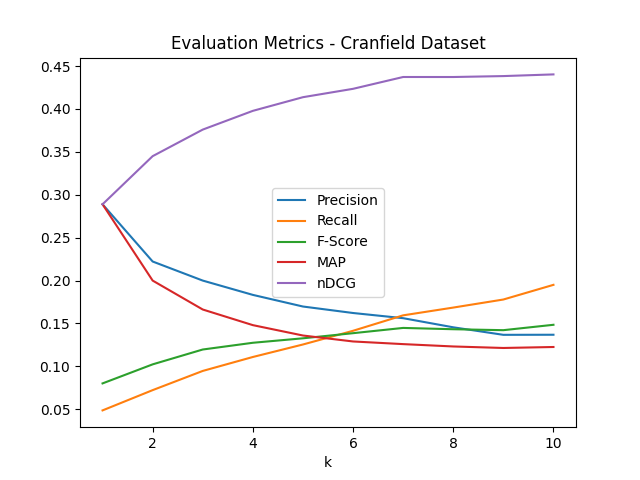 Evaluation Metrics - Cranfield Dataset
0.45
0.40
0.35
0.30
0.25
0.20
0.15
0.10
0.05
Precision
Recall
F-Score
MAP
nDCG
2 4 6 8 10
k